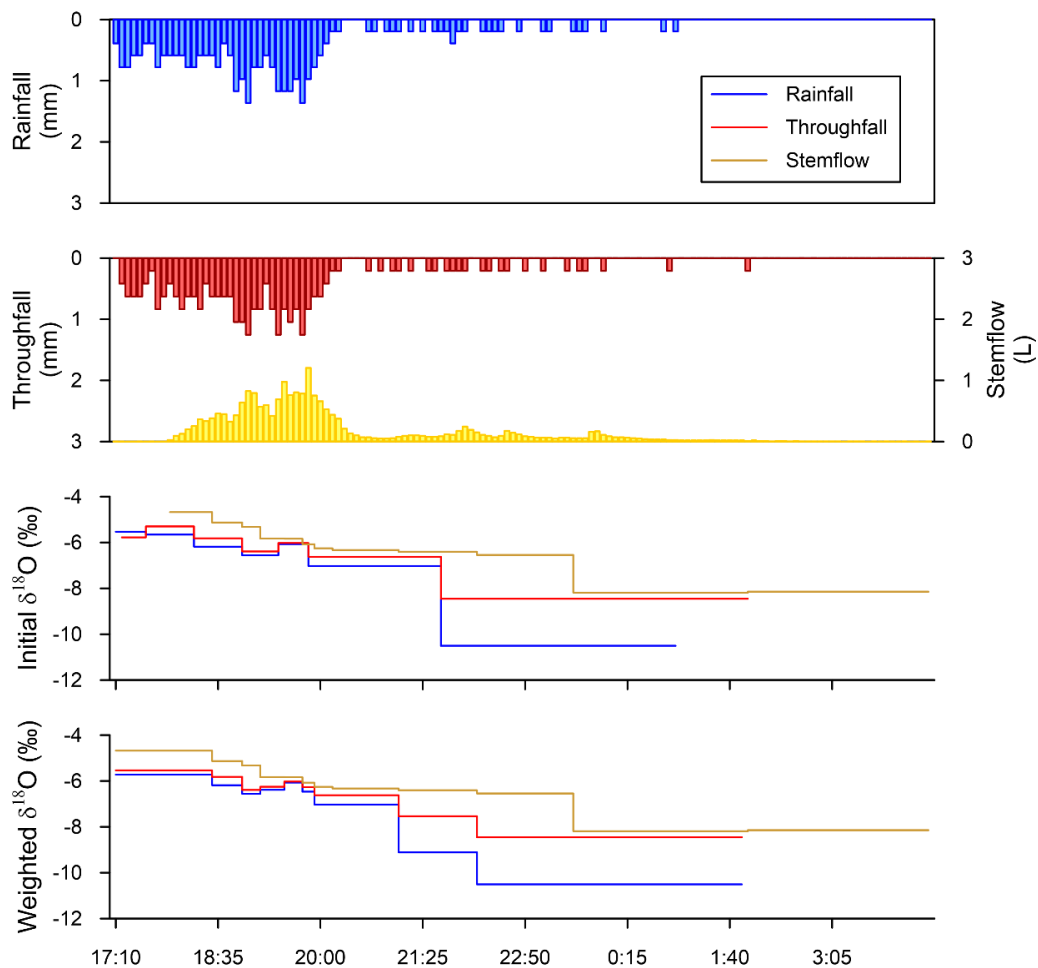 0
1
2
3
Rainfall
(mm)
Rainfall
Throughfall
Stemflow
0
1
2
3
Throughfall
(mm)
3
2
1
0
Stemflow
(L)
-4
-6
-8
-10
-12
Initial δ¹⁸O (‰)
-4
-6
-8
-10
-12
Weighted δ¹⁸O (‰)
17:10 18:35 20:00 21:25 22:50 0:15 1:40 3:05